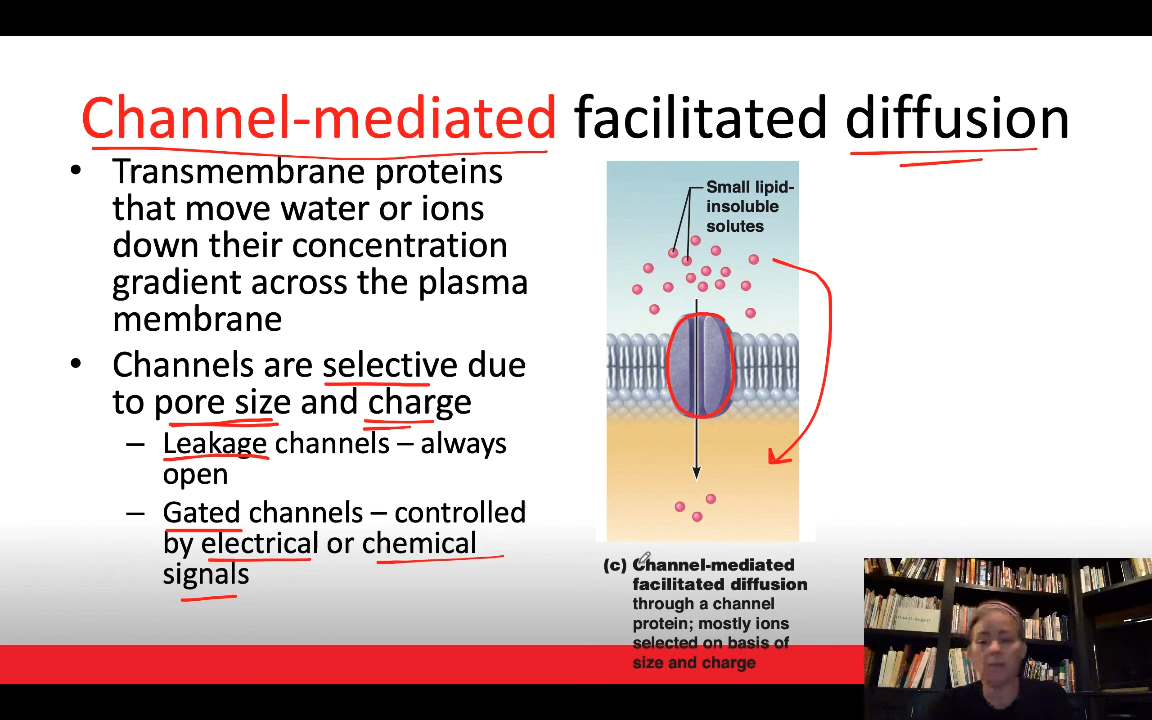 Channel-mediated facilitated diffusion
• Transmembrane proteins
that move water or ions
down their concentration
gradient across the plasma
membrane
• Channels are selective due
to pore size and charge
– Leakage channels – always
open
– Gated channels – controlled
by electrical or chemical
signals
Small lipid-
insoluble
solutes
(c) Channel-mediated
facilitated diffusion
through a channel
protein; mostly ions
selected on basis of
size and charge